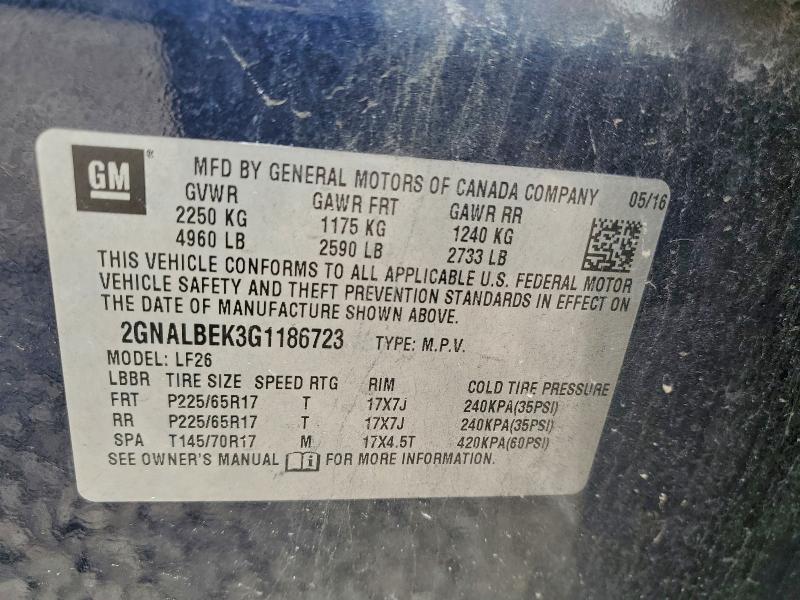 GM ® MFD BY GENERAL MOTORS OF CANADA COMPANY 05/16
GVWR GAWR FRT GAWR RR
2250 KG 1175 KG 1240 KG
4960 LB 2590 LB 2733 LB
THIS VEHICLE CONFORMS TO ALL APPLICABLE U.S. FEDERAL MOTOR
VEHICLE SAFETY AND THEFT PREVENTION STANDARDS IN EFFECT ON
THE DATE OF MANUFACTURE SHOWN ABOVE.
2GNALBEK3G1186723 TYPE: M.P.V.
MODEL: LF26
LBBR TIRE SIZE SPEED RTG RIM COLD TIRE PRESSURE
FRT P225/65R17 T 17X7J 240KPA(35PSI)
RR P225/65R17 T 17X7J 240KPA(35PSI)
SPA T145/70R17 M 17X4.5T 420KPA(60PSI)
SEE OWNER'S MANUAL i FOR MORE INFORMATION.